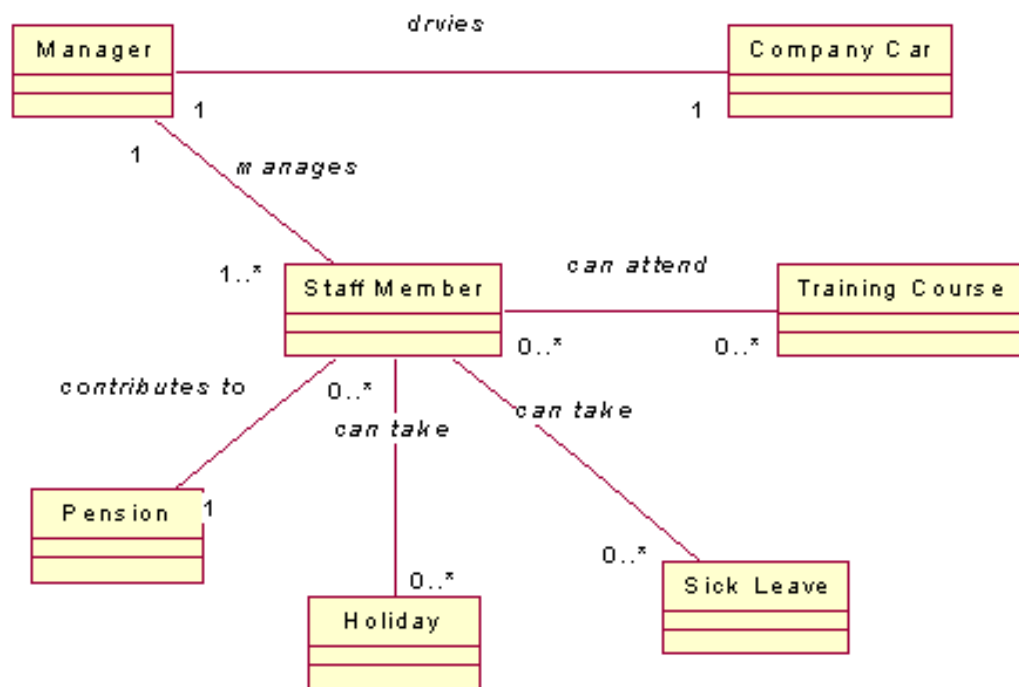 drvies
Manager
Company Car
1
1
1
manages
1..*
Staff Member
can attend
Training Course
0..*
0..*
contributes to
0..*
can take
can take
Pension
1
0..*
0..*
Holiday
Sick Leave